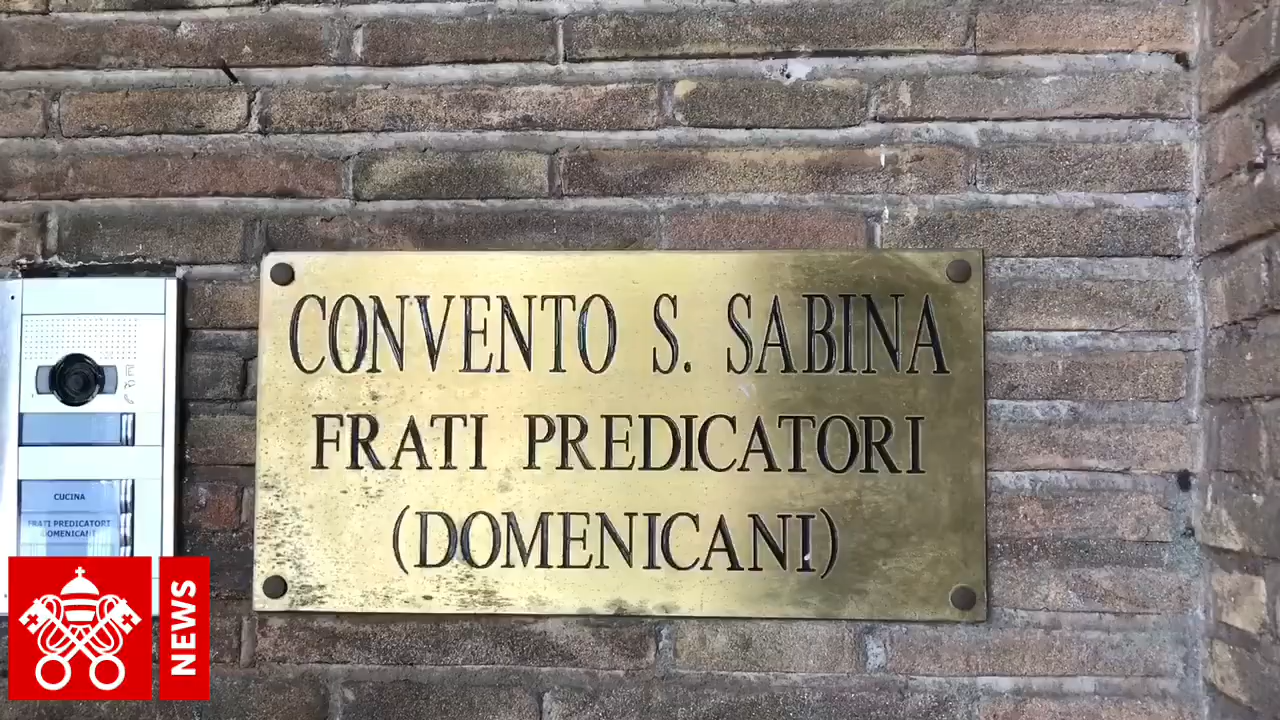 CONVENTO S. SABINA
FRATI PREDICATORI
(DOMENICANI)
CUCINA
FRATI PREDICATORI
DOMENICANI
NEWS